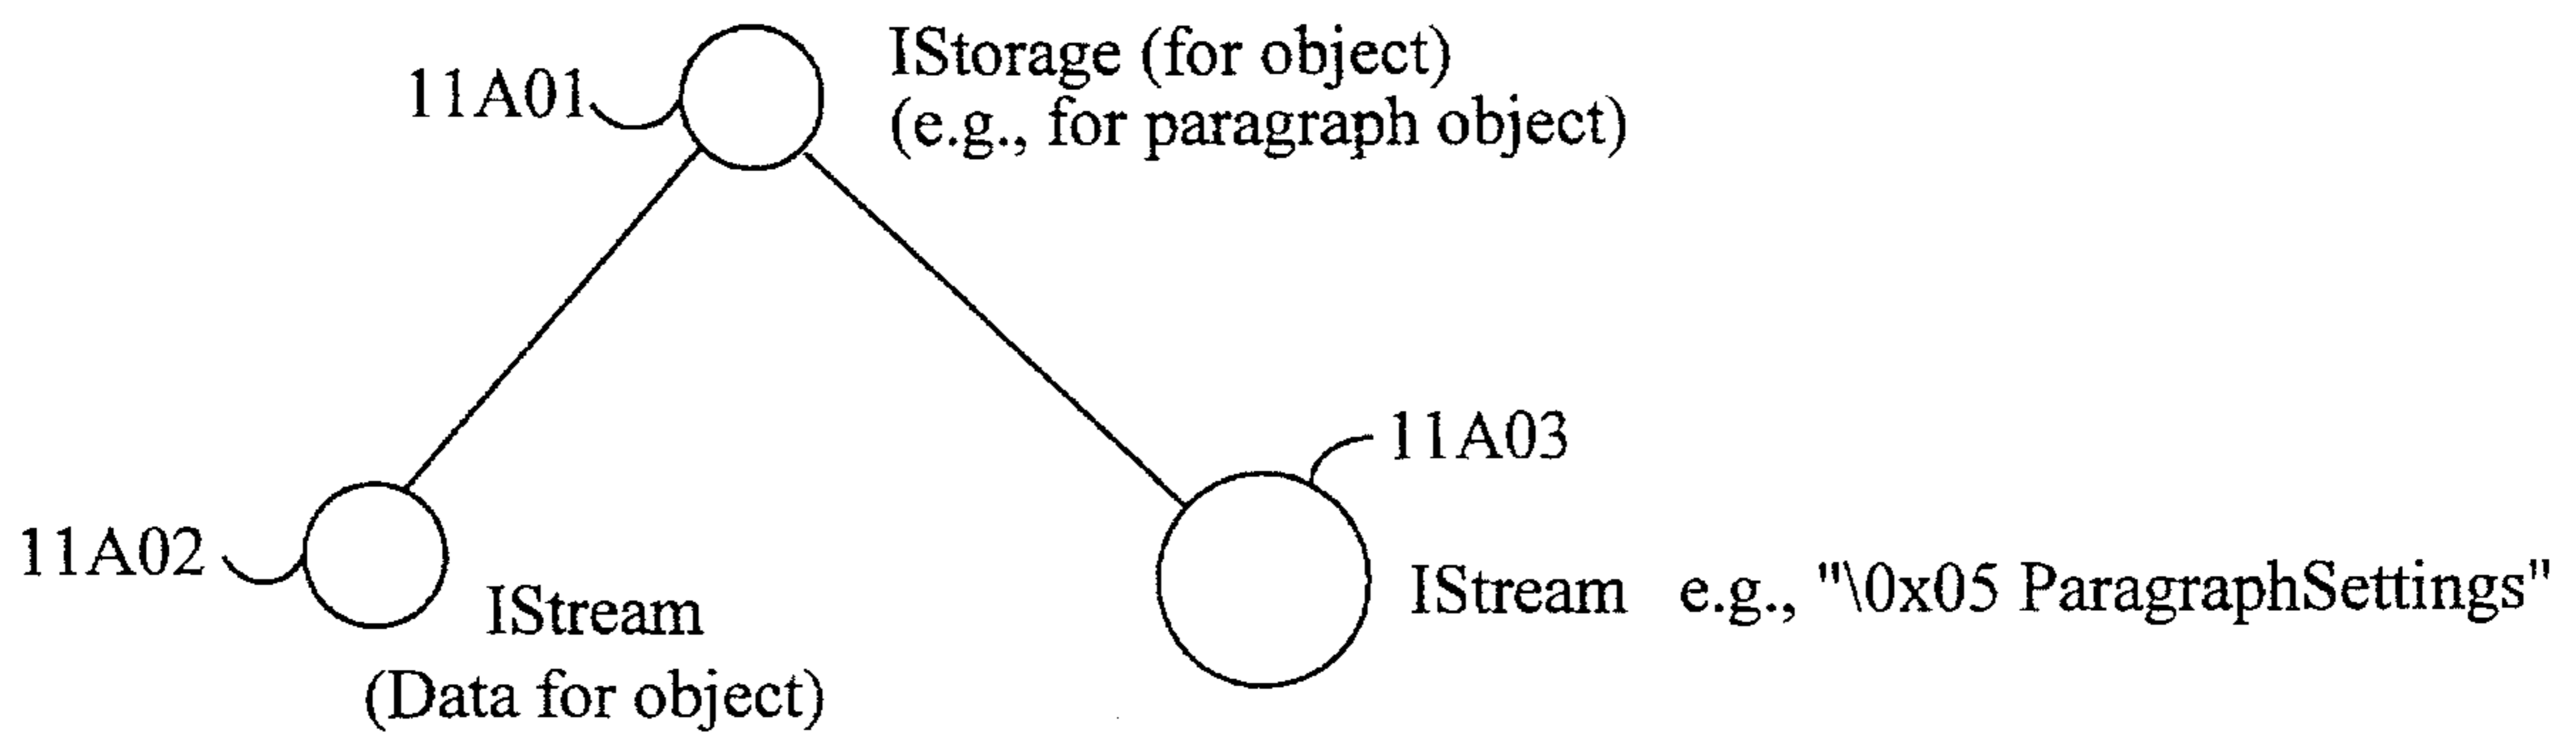 11A01
IStorage (for object)
(e.g., for paragraph object)
11A03
11A02
IStream
(Data for object)
IStream e.g., "\0x05 ParagraphSettings"